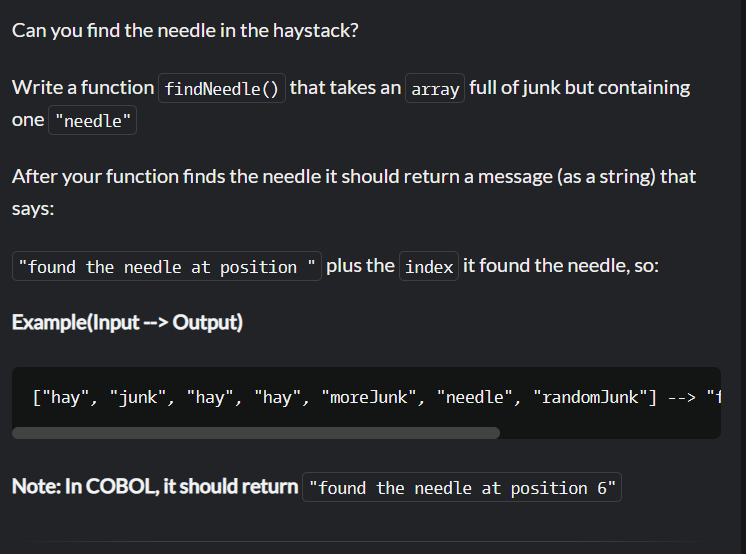 Can you find the needle in the haystack?
Write a function findNeedle() that takes an array full of junk but containing
one "needle"
After your function finds the needle it should return a message (as a string) that
says:
"found the needle at position " plus the index it found the needle, so:
Example(Input --> Output)
["hay", "junk", "hay", "hay", "moreJunk", "needle", "randomJunk"] --> "f
Note: In COBOL, it should return "found the needle at position 6"